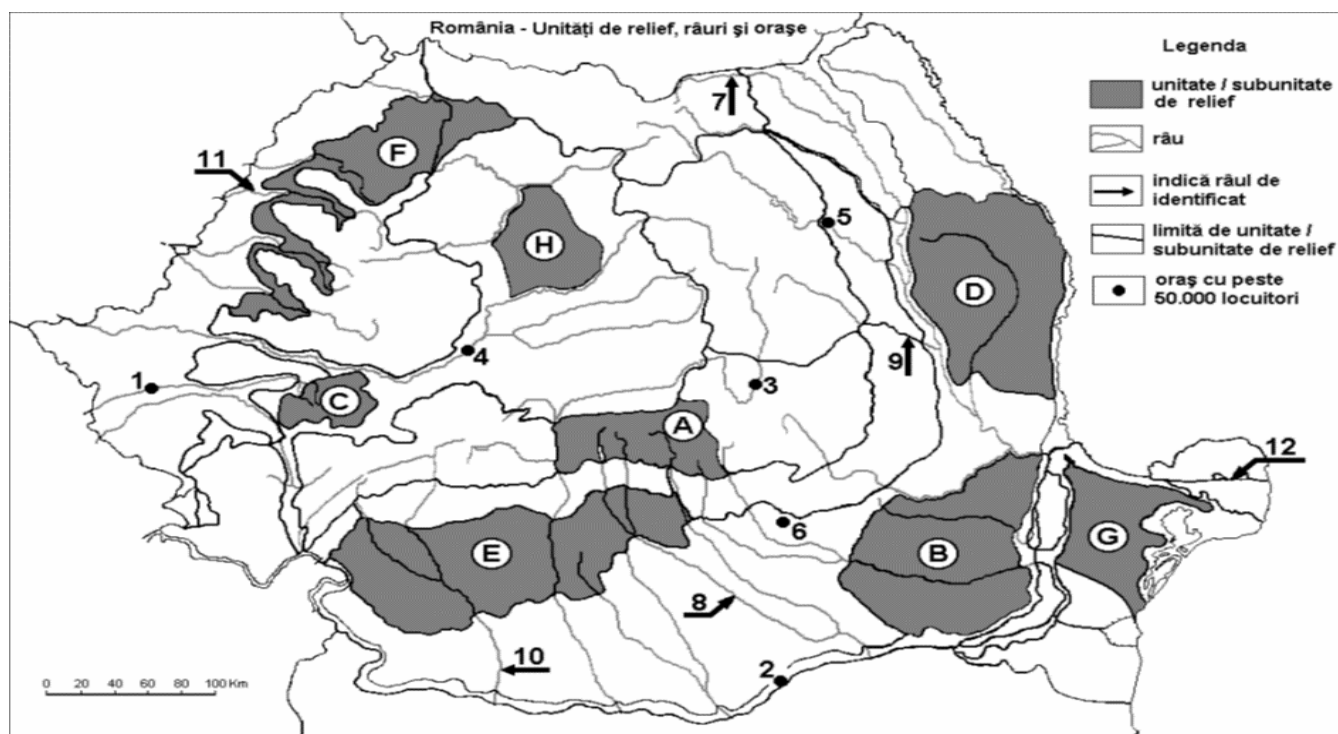 România - Unităţi de relief, râuri şi oraşe
Legenda
unitate / subunitate
de relief
râu
indică râul de
identificat
limită de unitate /
subunitate de relief
oraş cu peste
50.000 locuitori
7
F
11
5
H
D
4
9
1
3
C
A
12
6
E
B
G
8
10
2
0 20 40 60 80 100 Km